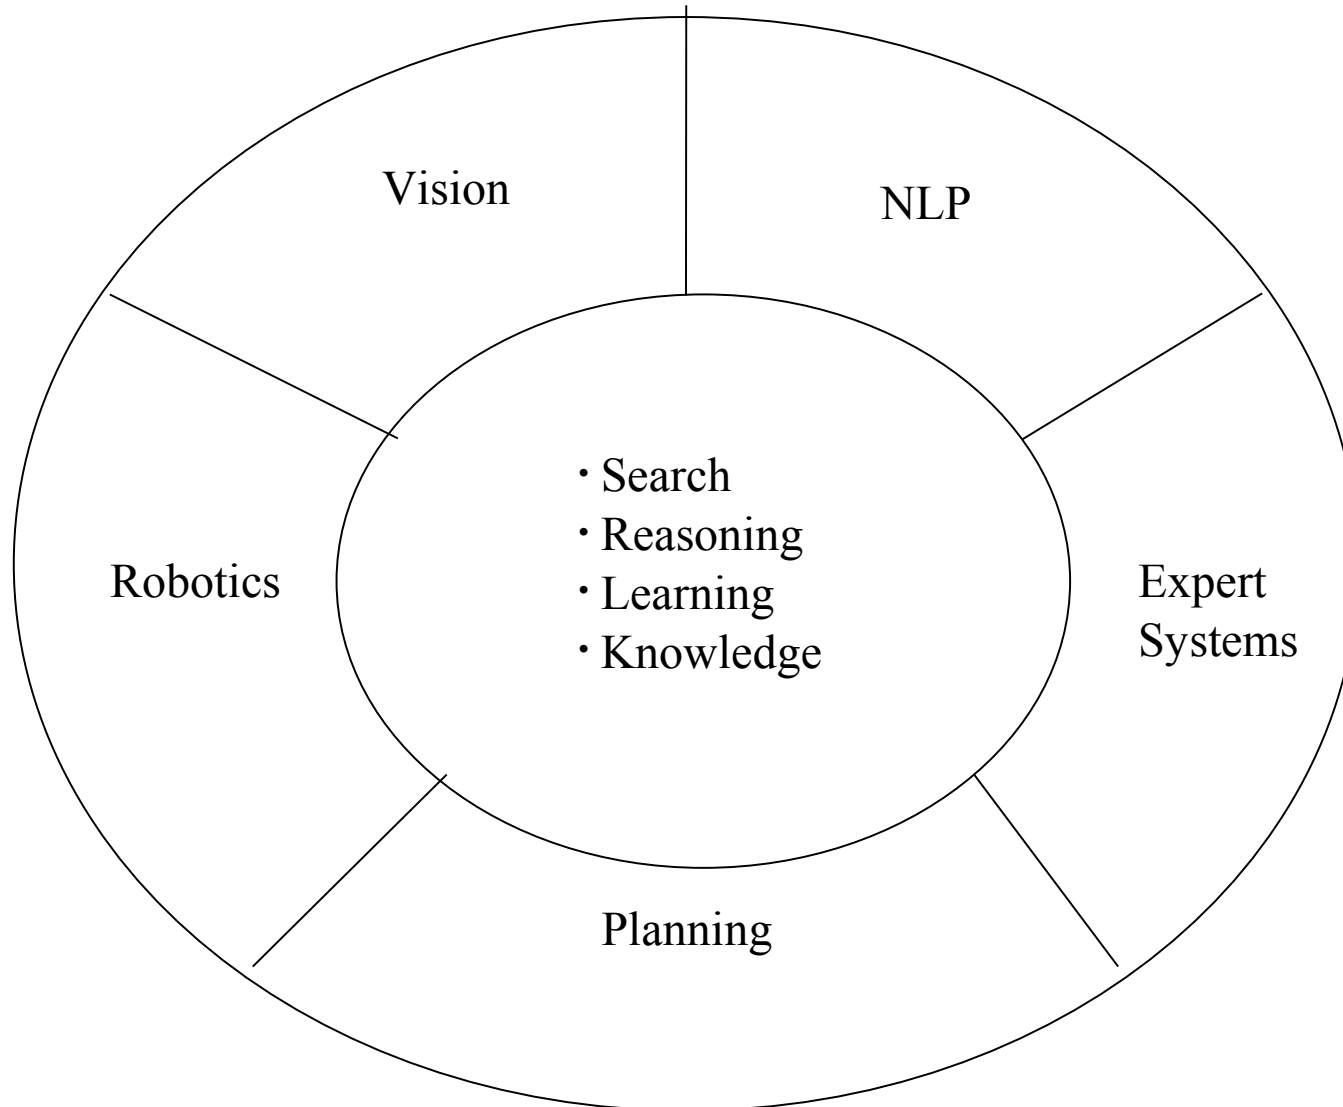 Vision
NLP
· Search
· Reasoning
· Learning
· Knowledge
Robotics
Expert
Systems
Planning